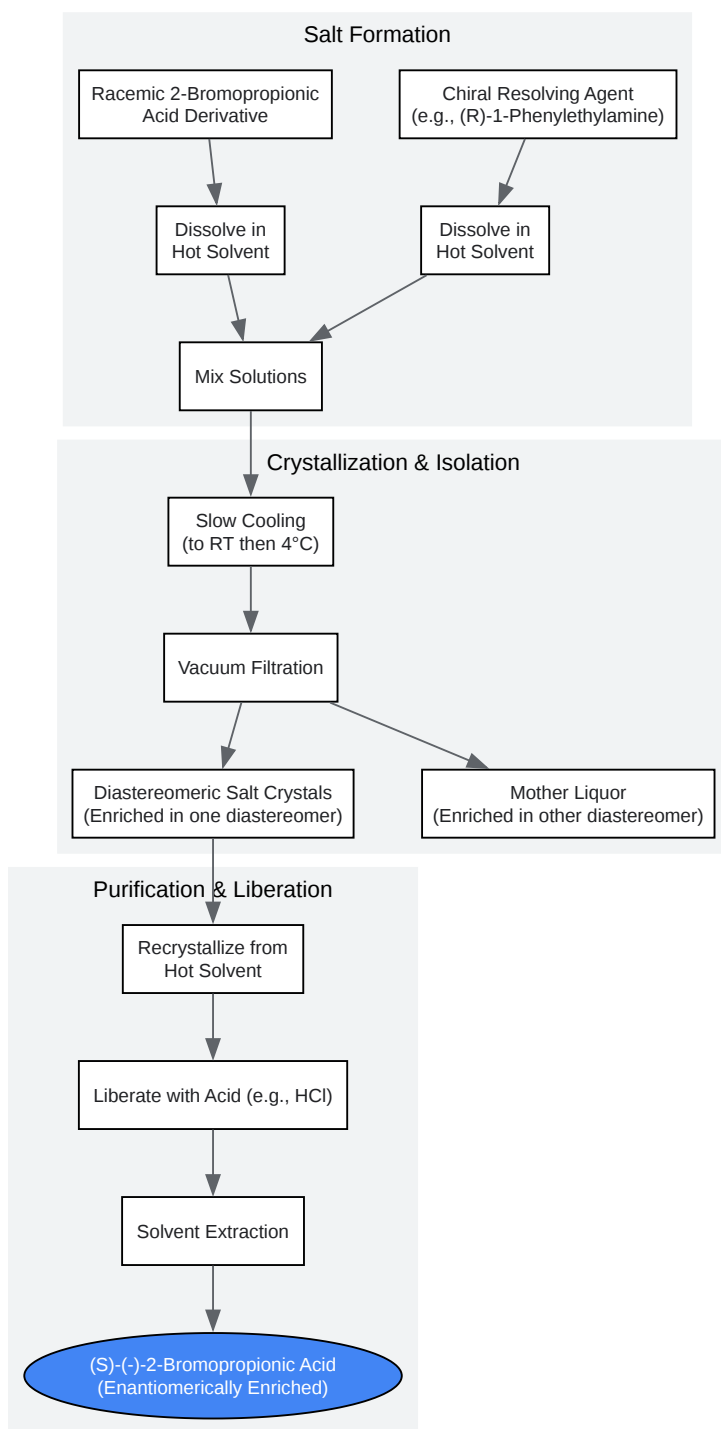 Salt Formation
Racemic 2-Bromopropionic
Acid Derivative
Chiral Resolving Agent
(e.g., (R)-1-Phenylethylamine)
Dissolve in
Hot Solvent
Dissolve in
Hot Solvent
Mix Solutions
Crystallization & Isolation
Slow Cooling
(to RT then 4°C)
Vacuum Filtration
Diastereomeric Salt Crystals
(Enriched in one diastereomer)
Mother Liquor
(Enriched in other diastereomer)
Purification & Liberation
Recrystallize from
Hot Solvent
Liberate with Acid (e.g., HCl)
Solvent Extraction
(S)-(-)-2-Bromopropionic Acid
(Enantiomerically Enriched)